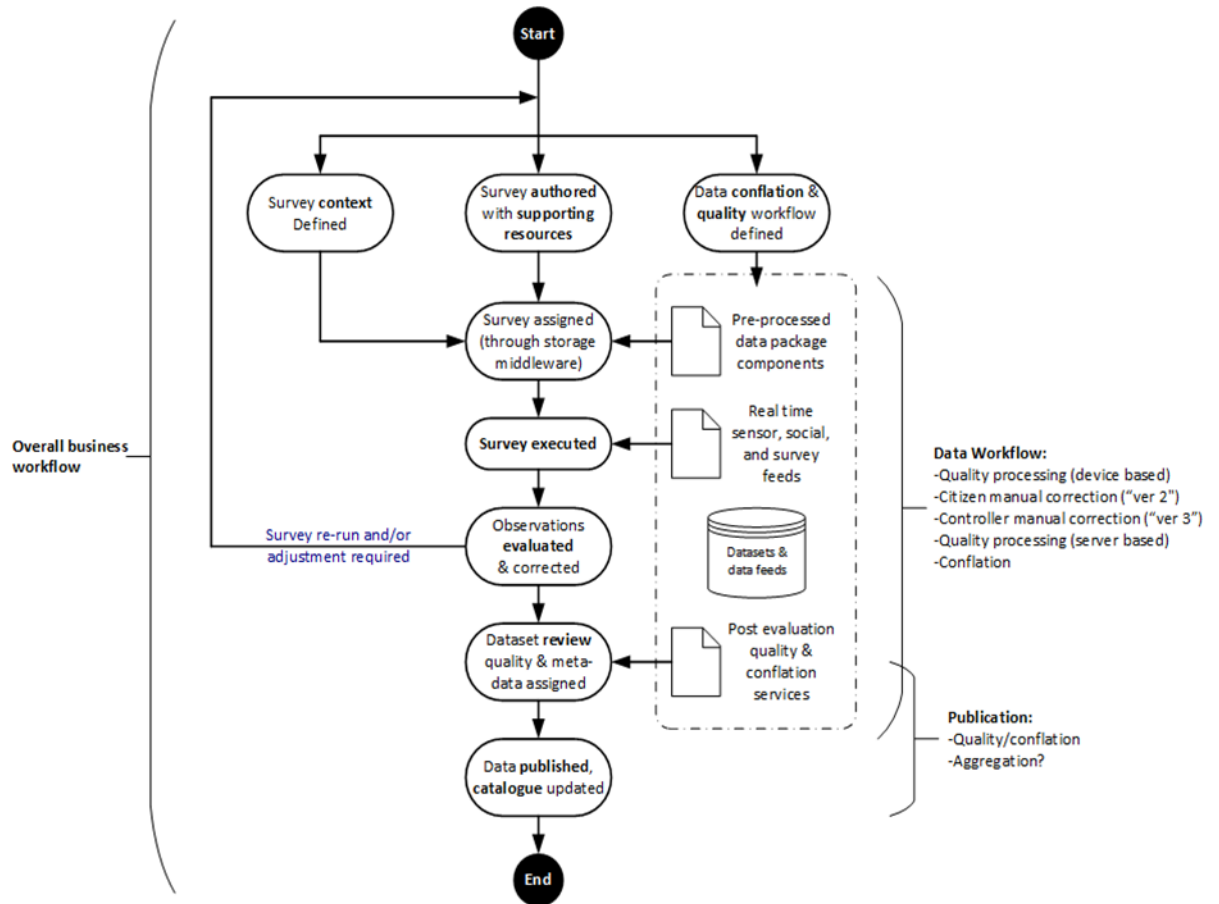 Start
Survey context
Defined
Survey authored
with supporting
resources
Data conflation &
quality workflow
defined
Survey assigned
(through storage
middleware)
Pre-processed
data package
components
Survey executed
Real time
sensor, social,
and survey
feeds
Overall business
workflow
Data Workflow:
-Quality processing (device based)
-Citizen manual correction (“ver 2”)
-Controller manual correction (“ver 3”)
-Quality processing (server based)
-Conflation
Survey re-run and/or
adjustment required
Observations
evaluated
& corrected
Datasets &
data feeds
Dataset review
quality & meta-
data assigned
Post evaluation
quality &
conflation
services
Publication:
-Quality/conflation
-Aggregation?
Data published,
catalogue updated
End